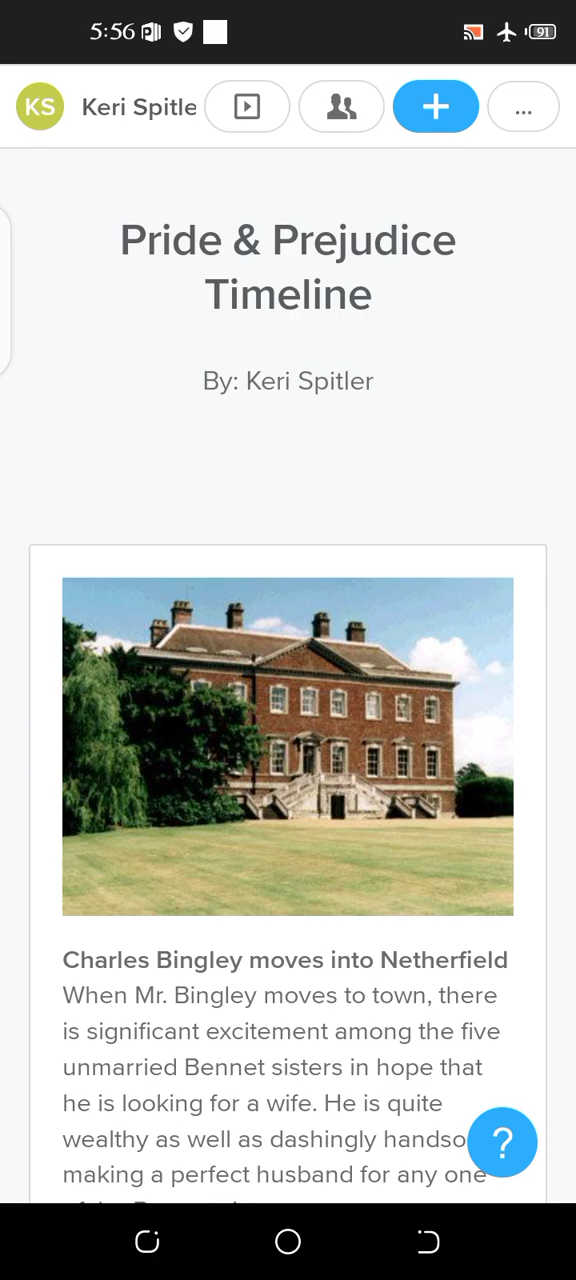 5:56
91
KS Keri Spitle
...
Pride & Prejudice
Timeline
By: Keri Spitler
Charles Bingley moves into Netherfield
When Mr. Bingley moves to town, there
is significant excitement among the five
unmarried Bennet sisters in hope that
he is looking for a wife. He is quite
wealthy as well as dashingly handso
?
making a perfect husband for any one